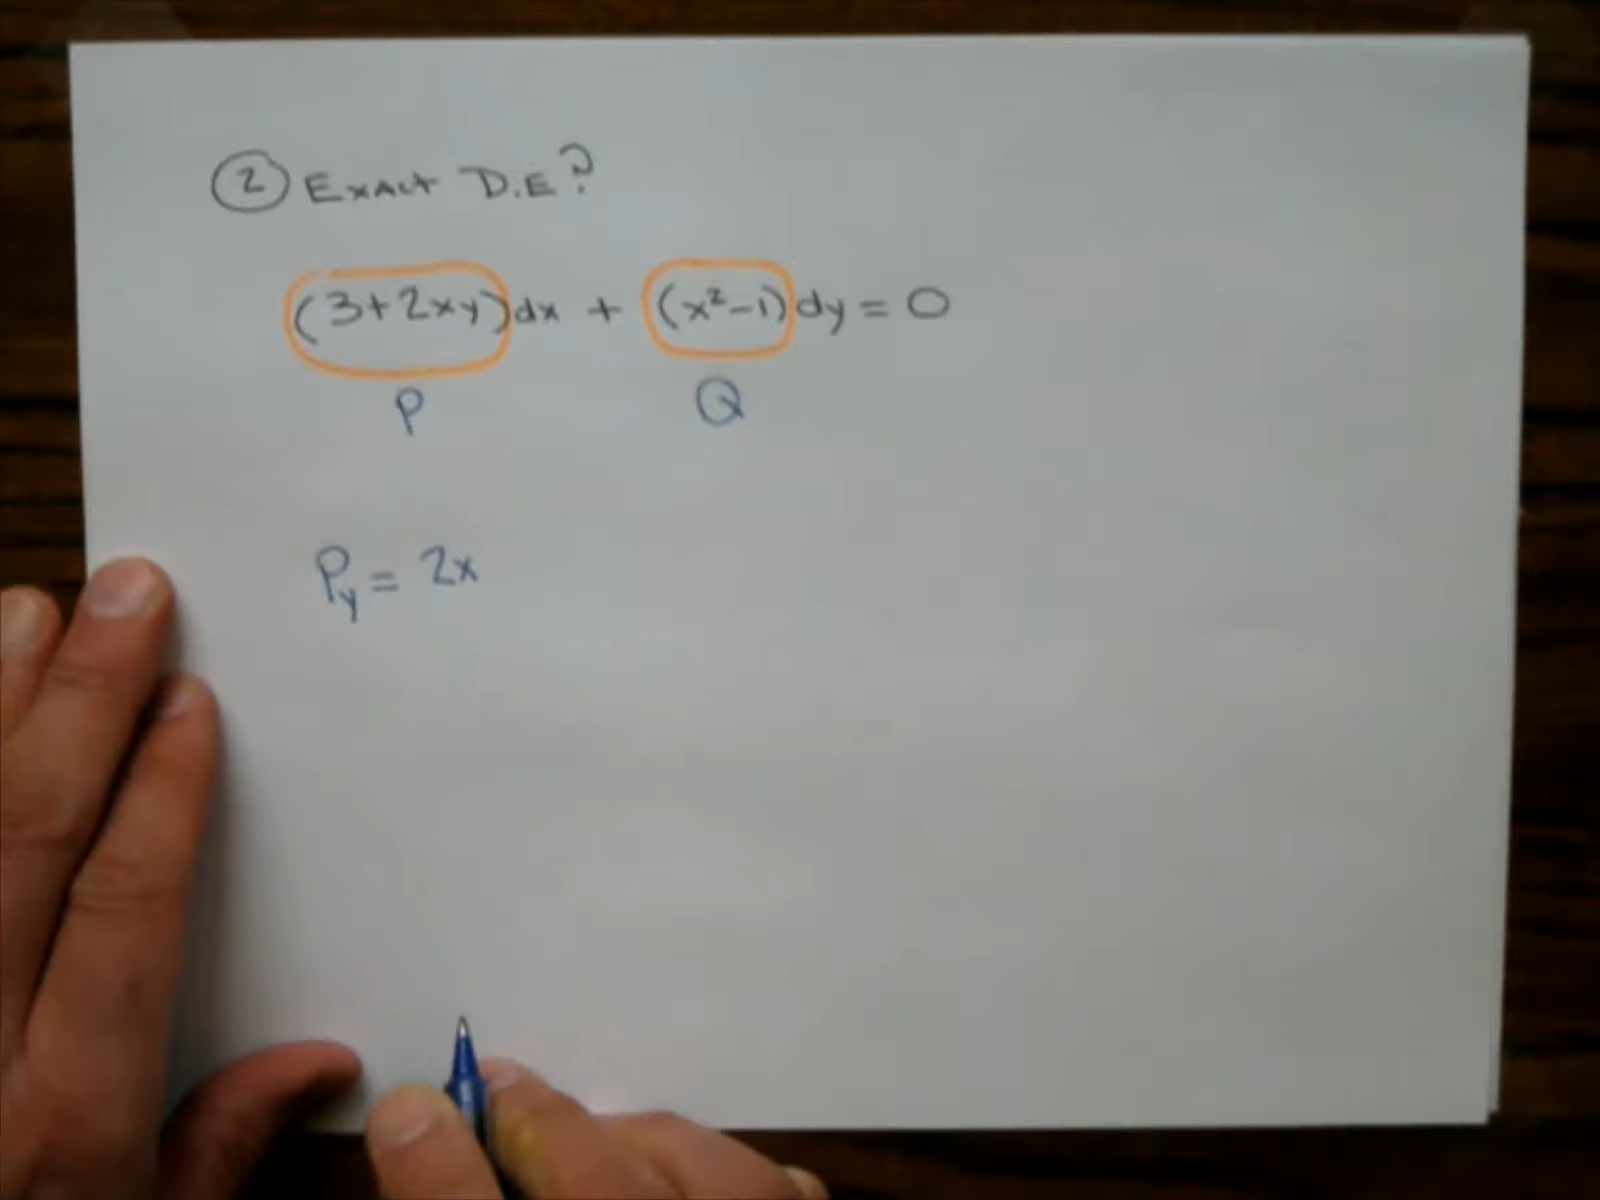 ② Exact D.E?
(3+2xy)dx + (x²-1)dy = 0
P Q
Py = 2x